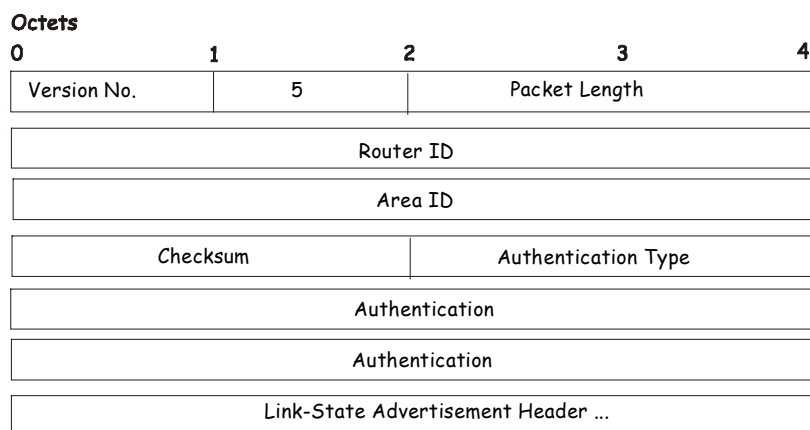 Octets
0 1 2 3 4
Version No. 5 Packet Length
Router ID
Area ID
Checksum Authentication Type
Authentication
Authentication
Link-State Advertisement Header ...